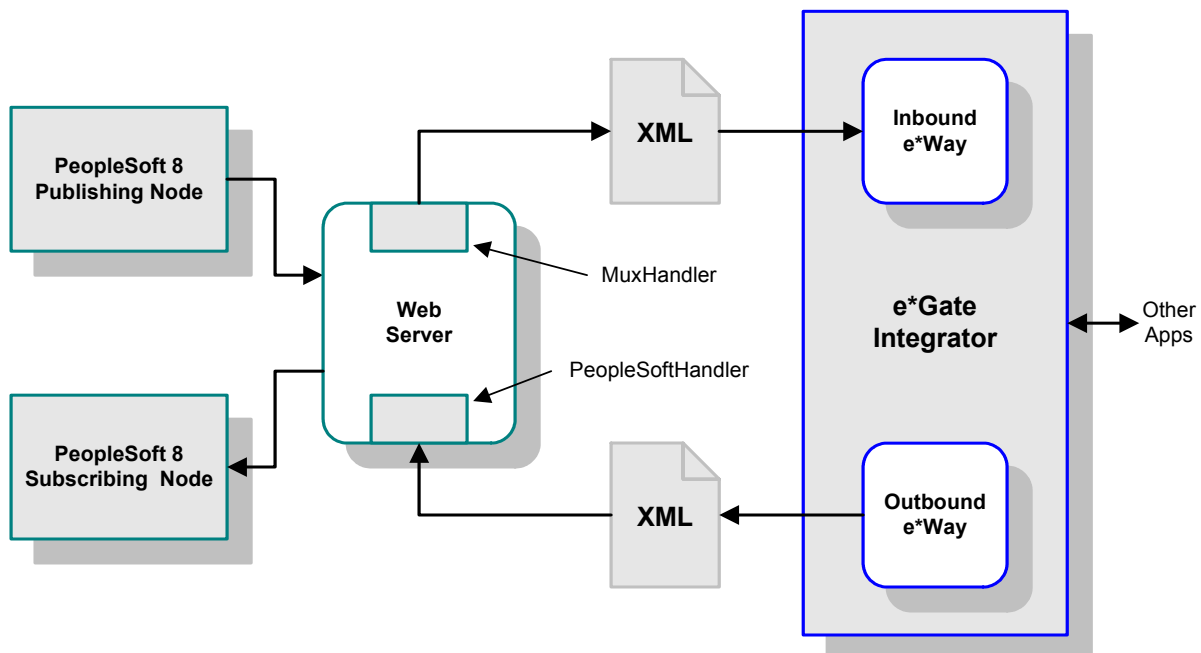 PeopleSoft 8
Publishing Node
XML
Inbound
e*Way
MuxHandler
Web
Server
e*Gate
Integrator
Other
Apps
PeopleSoftHandler
PeopleSoft 8
Subscribing Node
XML
Outbound
e*Way